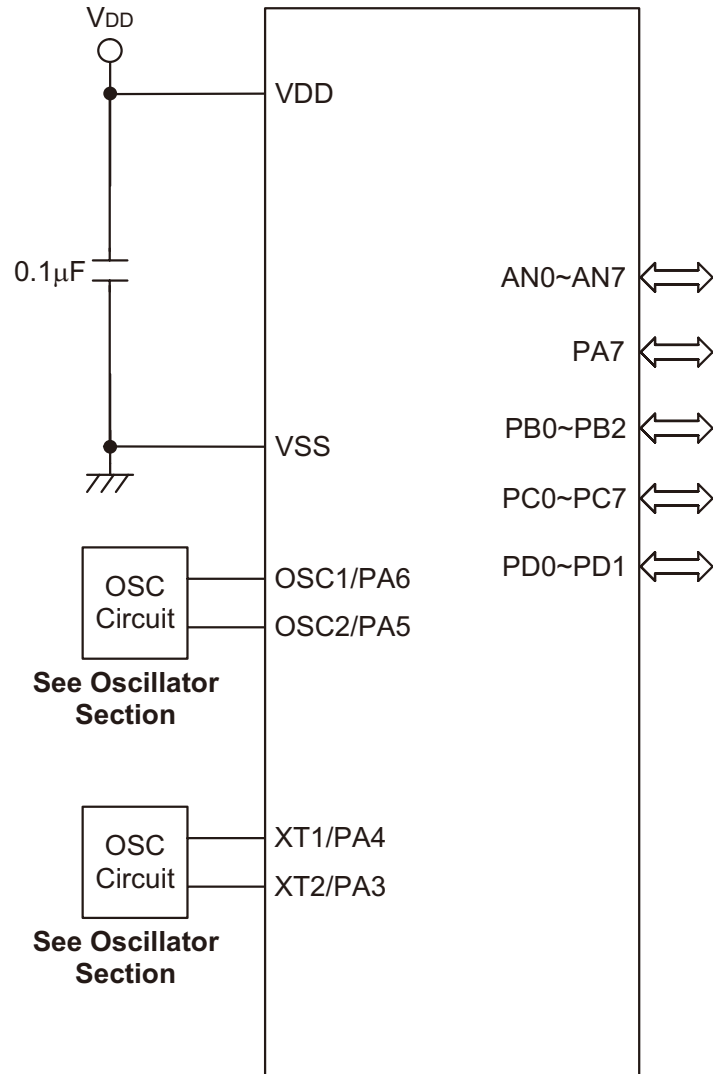 VDD
VDD
0.1μF
AN0~AN7
PA7
PB0~PB2
VSS
PC0~PC7
PD0~PD1
OSC
Circuit
OSC1/PA6
OSC2/PA5
See Oscillator
Section
OSC
Circuit
XT1/PA4
XT2/PA3
See Oscillator
Section